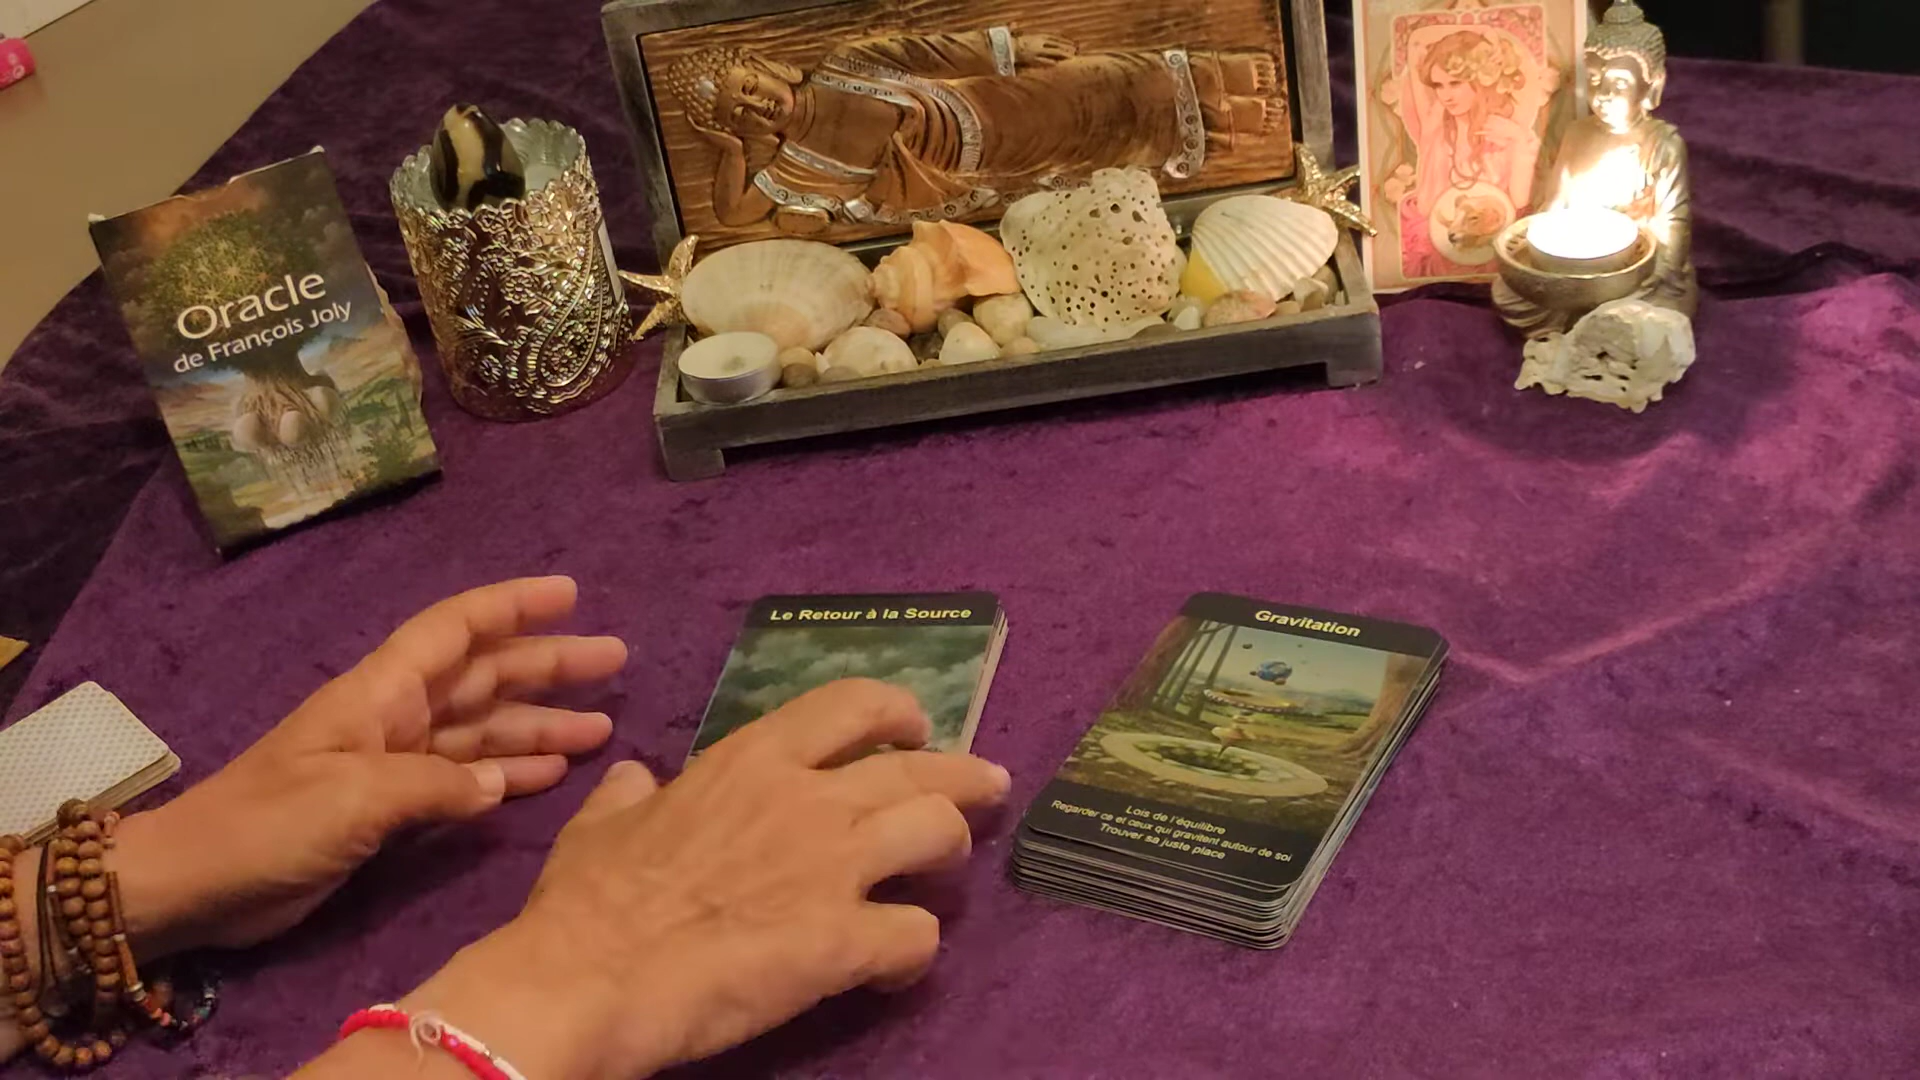 Oracle
de François Joly
Le Retour à la Source
Gravitation
Lois de l'équilibre
Regarder ce et ceux qui gravitent autour de soi
Trouver sa juste place